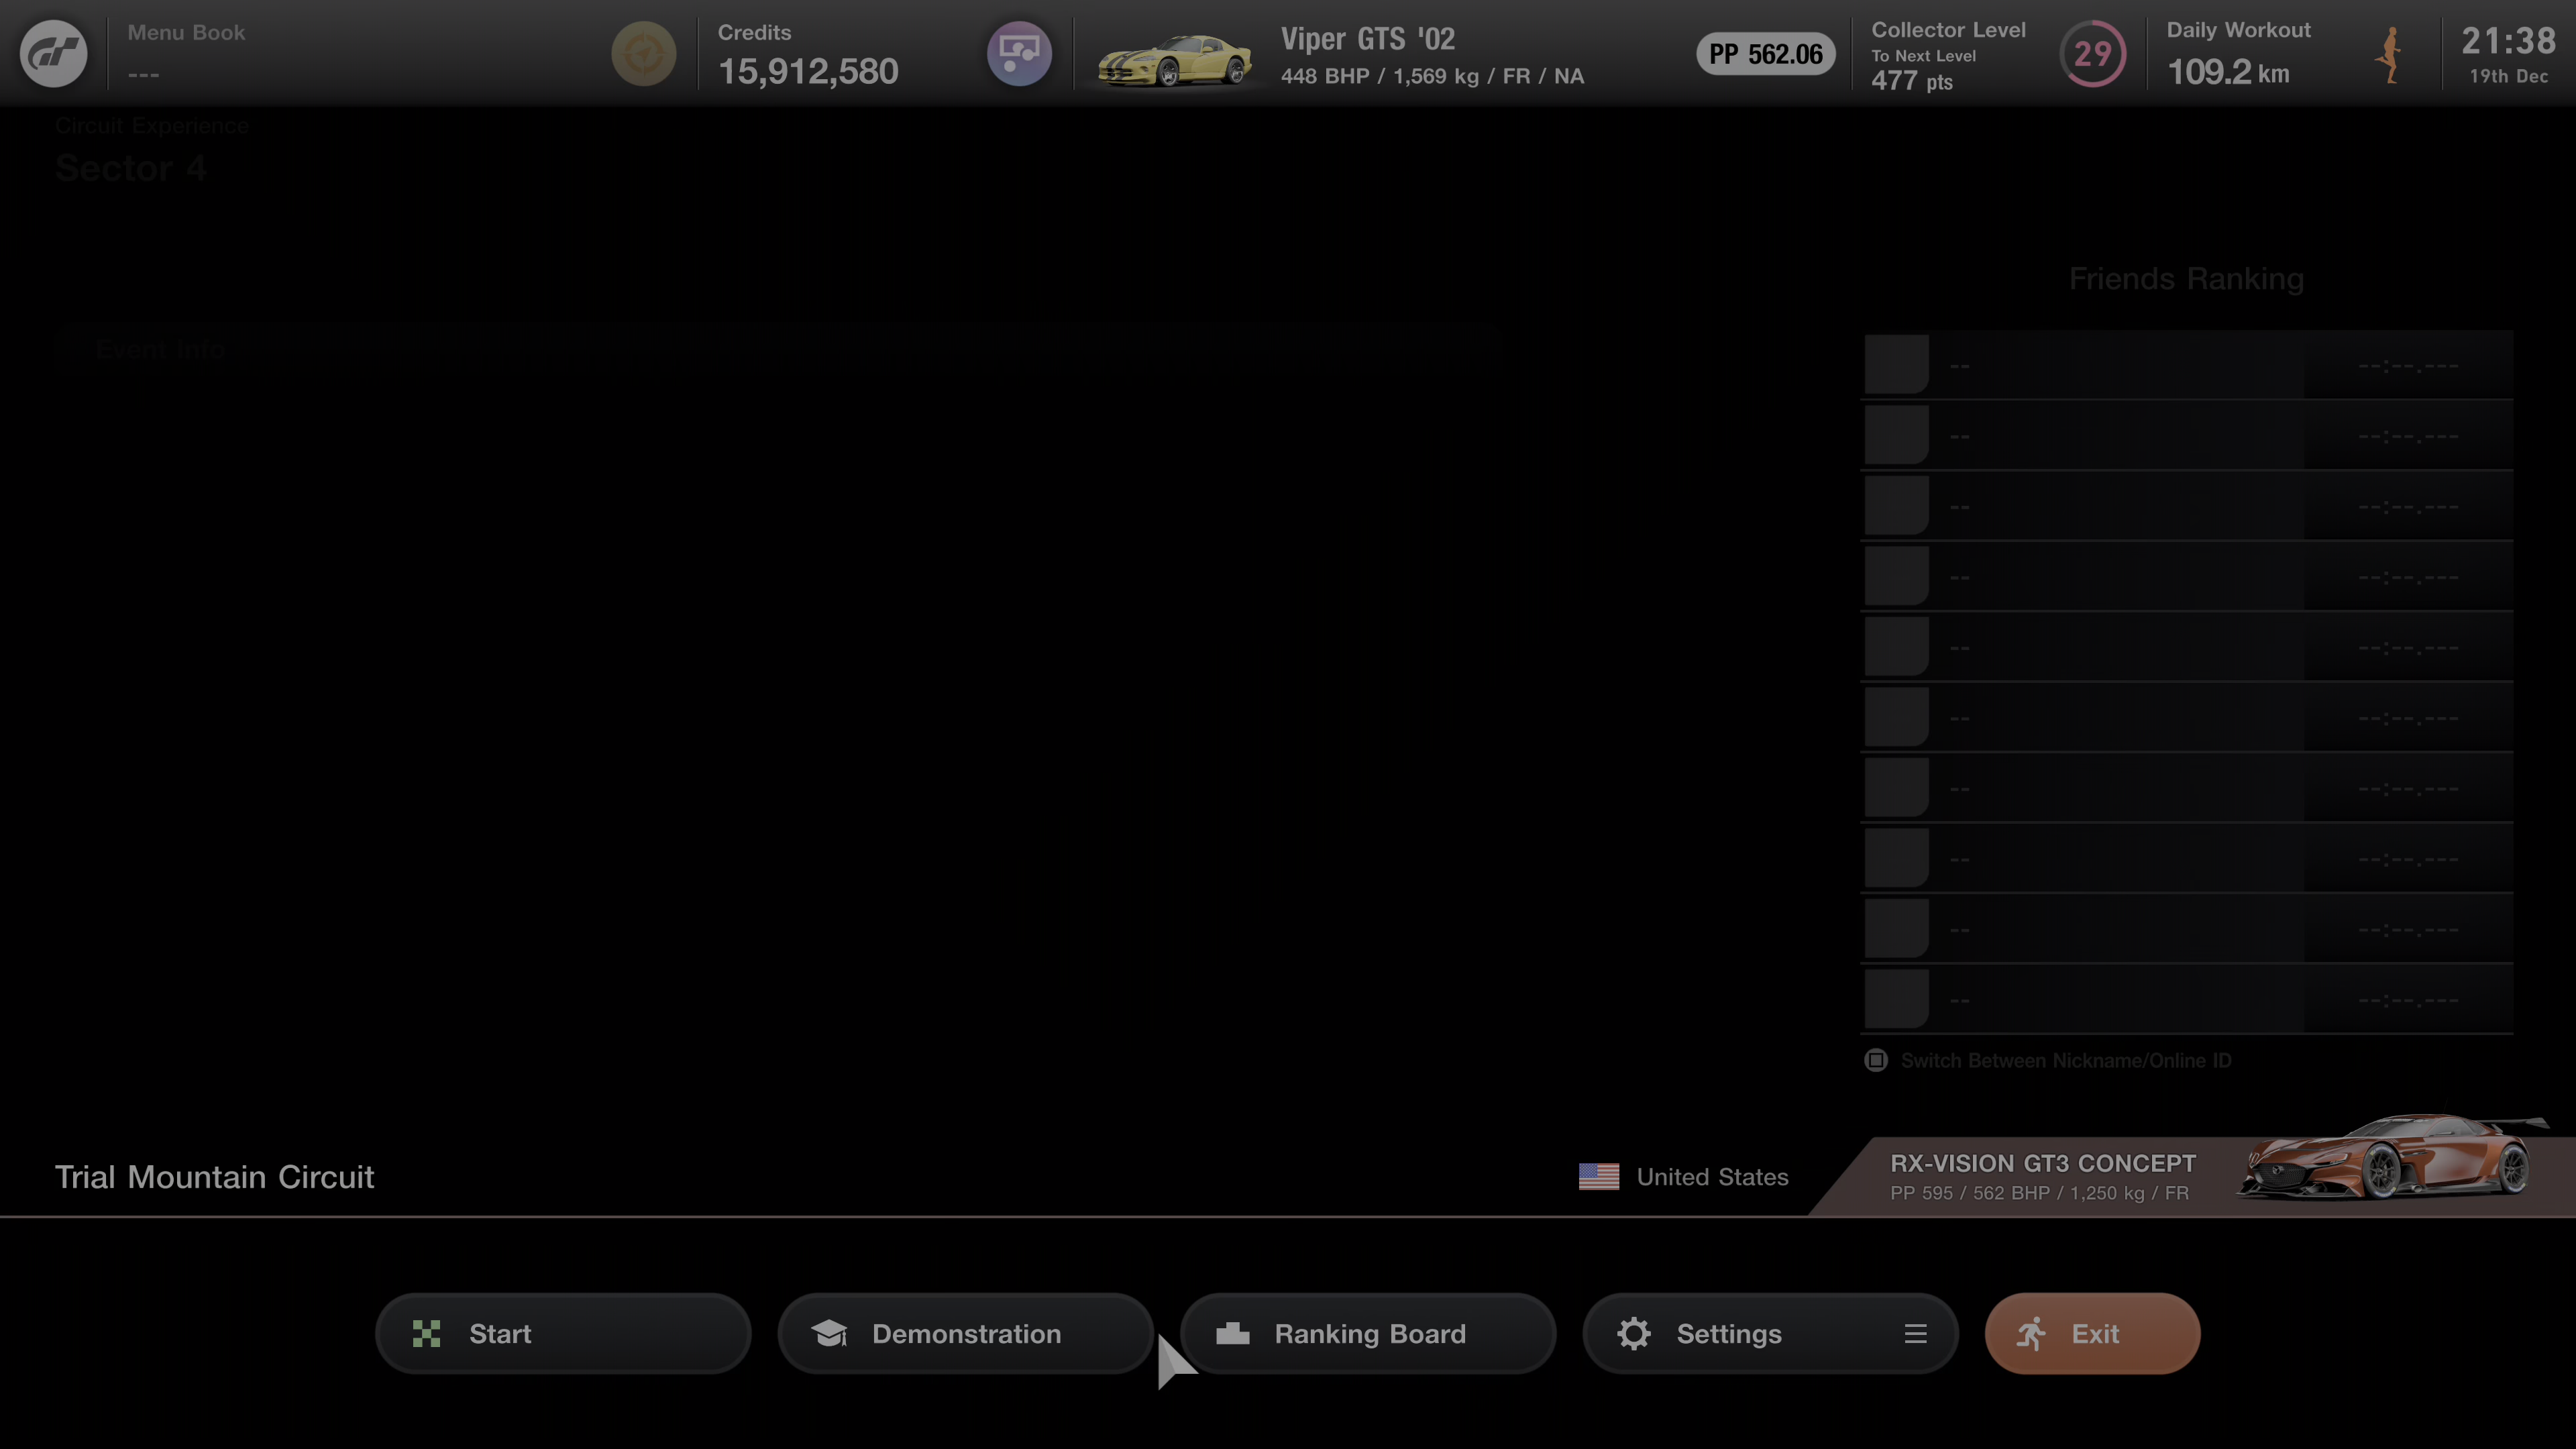 Menu Book
---
Credits
15,912,580
Viper GTS '02
448 BHP / 1,569 kg / FR / NA
PP 562.06
Collector Level
To Next Level
477 pts
29
Daily Workout
109.2 km
21:38
19th Dec
Circuit Experience
Sector 4
Friends Ranking
Event Info
-- --:--.---
-- --:--.---
-- --:--.---
-- --:--.---
-- --:--.---
-- --:--.---
-- --:--.---
-- --:--.---
-- --:--.---
-- --:--.---
Switch Between Nickname/Online ID
Trial Mountain Circuit
United States
RX-VISION GT3 CONCEPT
PP 595 / 562 BHP / 1,250 kg / FR
Start
Demonstration
Ranking Board
Settings
Exit